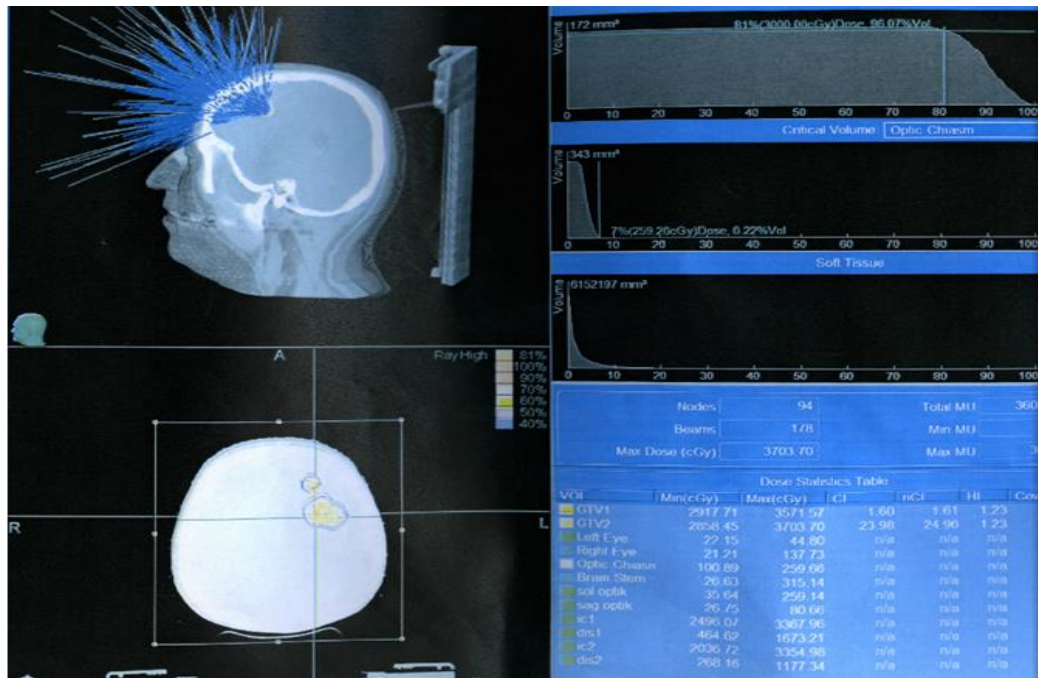 Volume
172 mm³
81%(3000.00cGy)Dose, 96.07%Vol
0 10 20 30 40 50 60 70 80 90 100
Critical Volume Optic Chiasm
Volume
343 mm³
7%(259.26cGy)Dose, 0.22%Vol
0 10 20 30 40 50 60 70 80 90 100
Soft Tissue
Volume
6152197 mm³
0 10 20 30 40 50 60 70 80 90 100
A
Ray High
81%
100%
90%
70%
60%
50%
40%
R
L
Nodes 94 Total MU 360
Beams 178 Min MU
Max Dose (cGy) 3703.70 Max MU 3
Dose Statistics Table
VOI Min(cGy) Max(cGy) CI nCI HI Cov
GTV1 2917.71 3571.57 1.60 1.61 1.23
GTV2 2858.45 3703.70 23.98 24.96 1.23
Left Eye 22.15 44.80 n/a n/a n/a
Right Eye 21.21 137.73 n/a n/a n/a
Optic Chiasm 100.89 259.66 n/a n/a n/a
Brain Stem 26.63 315.14 n/a n/a n/a
sol optik 35.64 259.14 n/a n/a n/a
sag optik 26.75 80.66 n/a n/a n/a
ic1 2496.07 3367.96 n/a n/a n/a
dis1 464.62 1673.21 n/a n/a n/a
ic2 2036.72 3354.98 n/a n/a n/a
dis2 268.16 1177.34 n/a n/a n/a